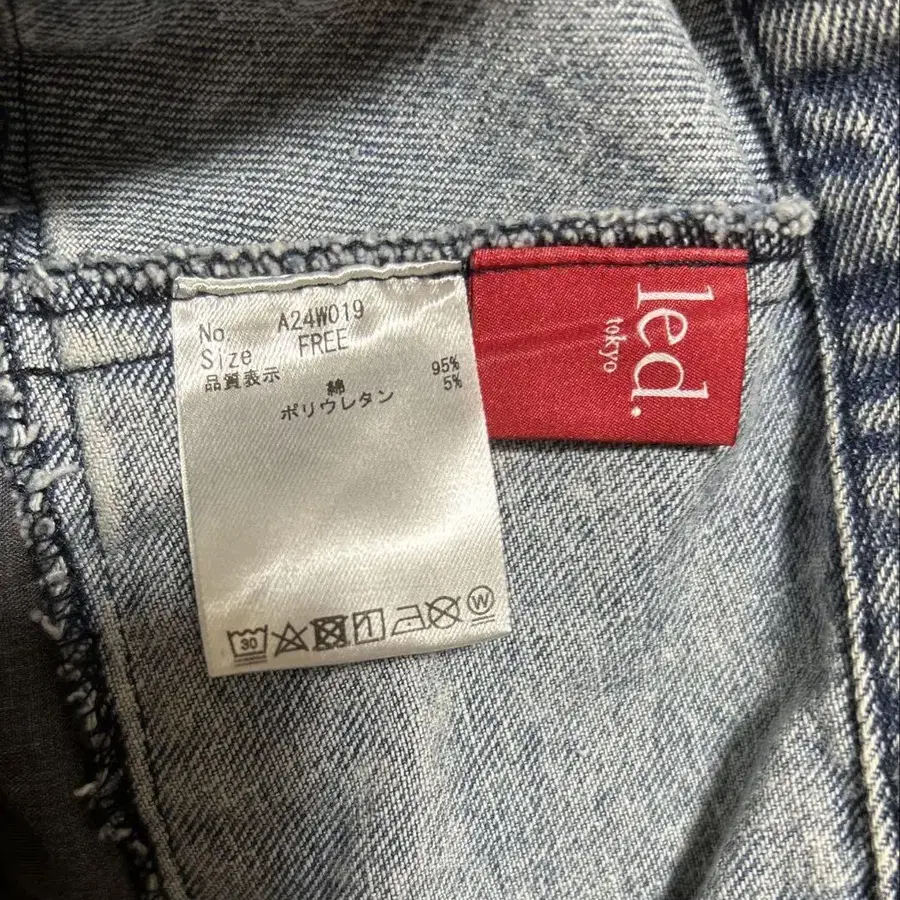 No. A24W019
Size FREE
品質表示
綿 95%
ポリウレタン 5%
30
W
led.
tokyo